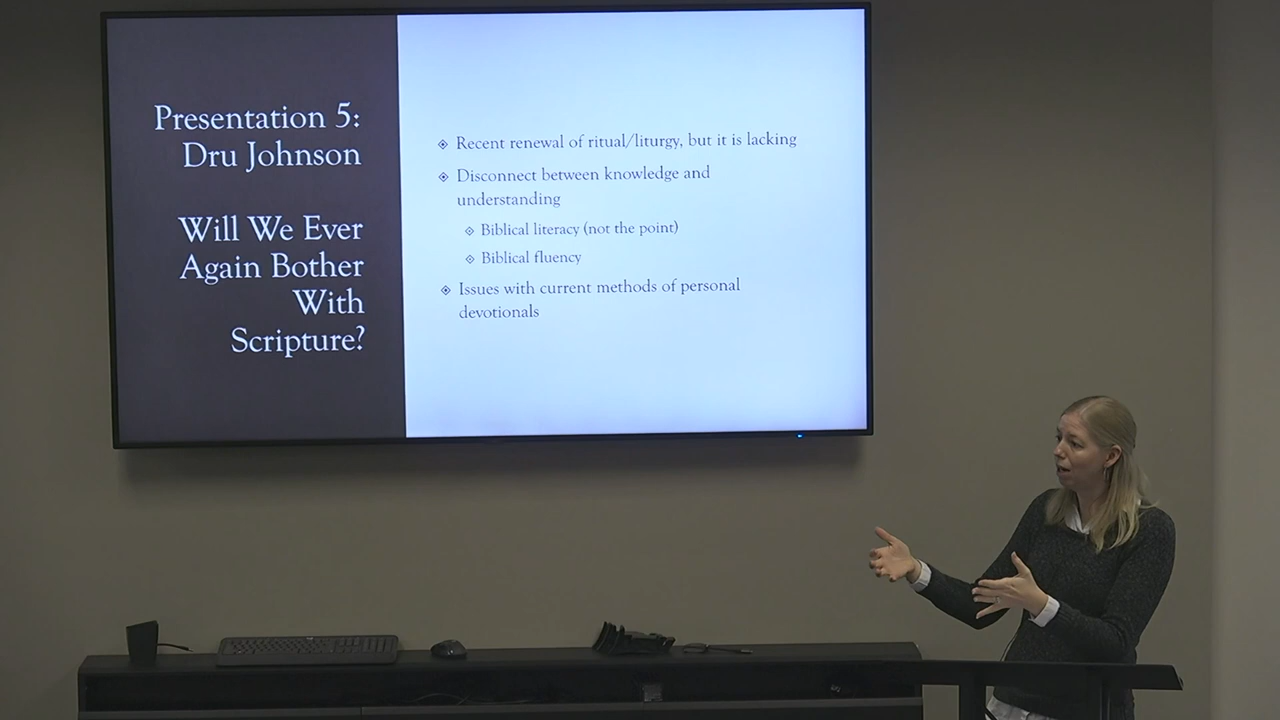 Presentation 5:
Dru Johnson
Will We Ever
Again Bother
With
Scripture?
Recent renewal of ritual/liturgy, but it is lacking
Disconnect between knowledge and
understanding
Biblical literacy (not the point)
Biblical fluency
Issues with current methods of personal
devotionals